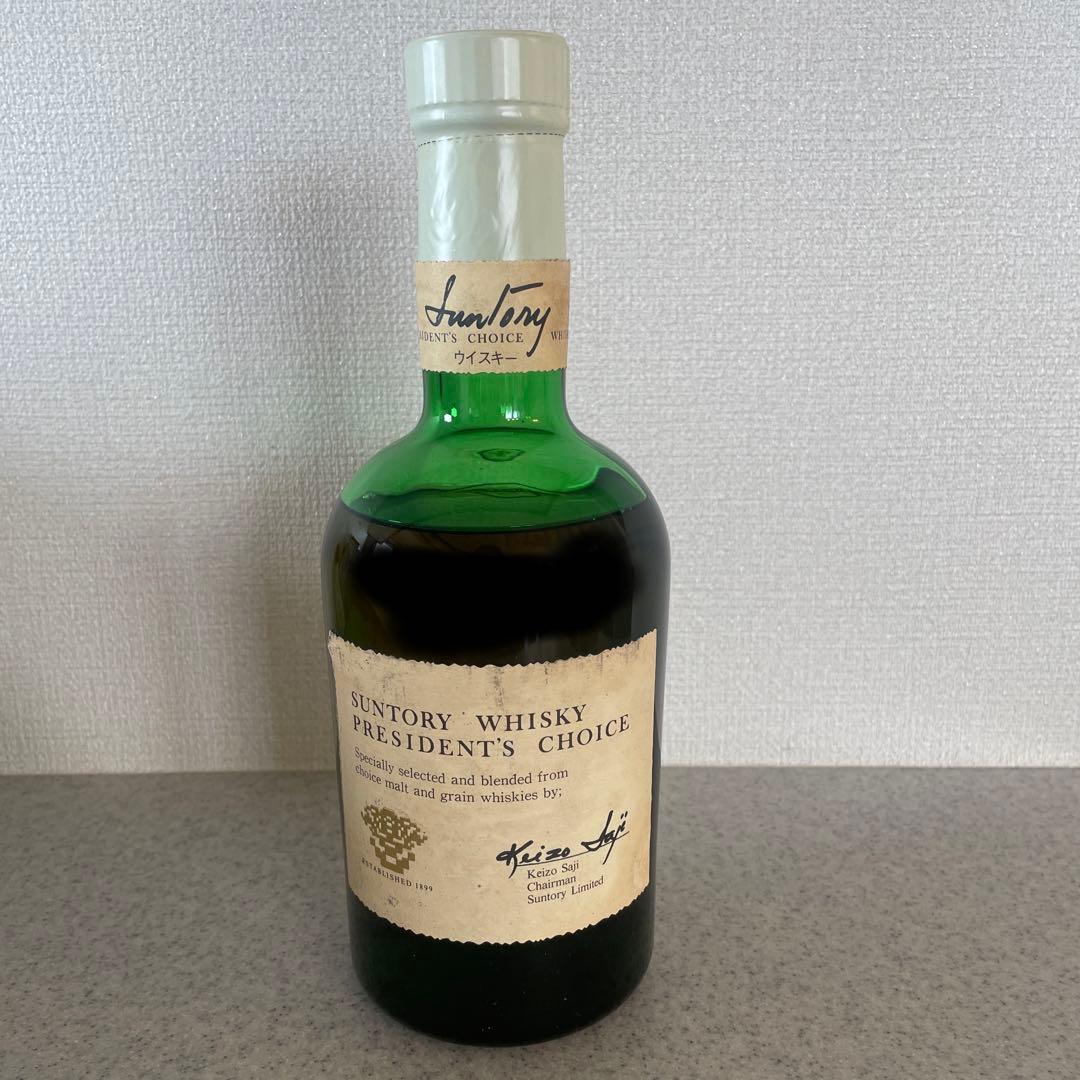 Suntory
IDENT'S CHOICE WH
ウイスキー
SUNTORY WHISKY
PRESIDENT'S CHOICE
Specially selected and blended from
choice malt and grain whiskies by;
Keizo Saji
Keizo Saji
Chairman
Suntory Limited
ESTABLISHED 1899